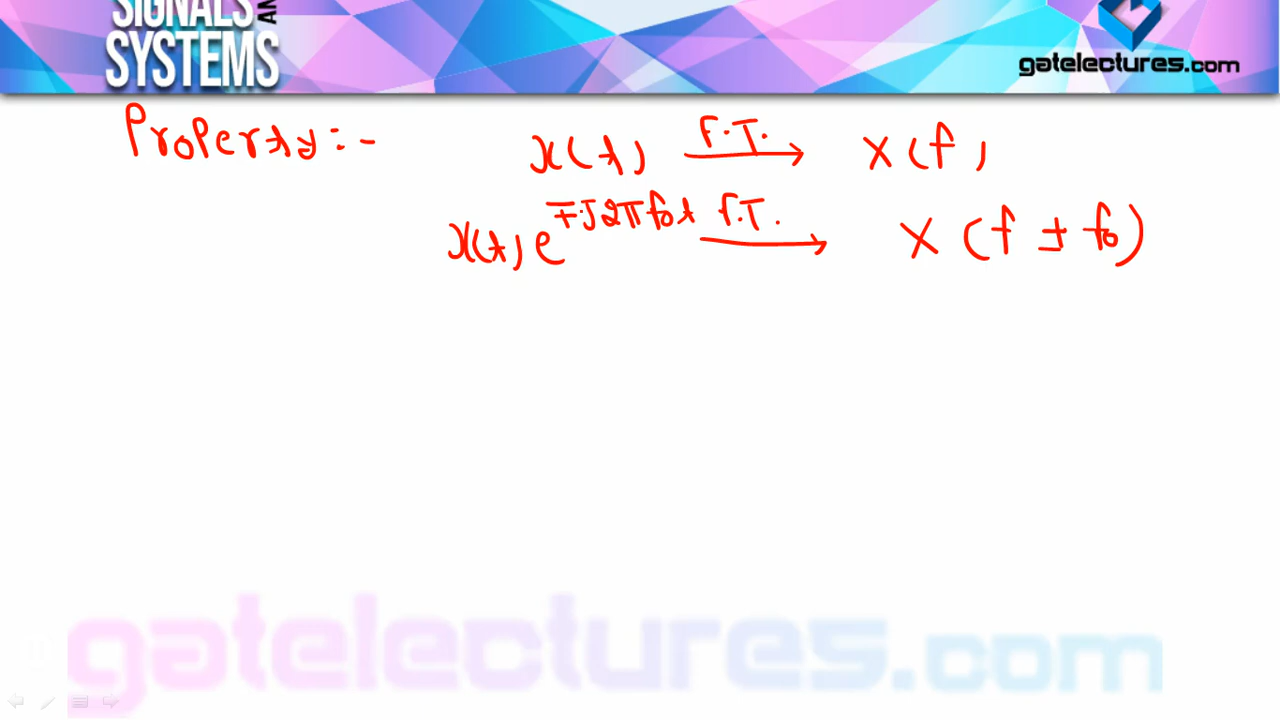 SIGNALS AN
SYSTEMS
gatelectures.com
Property:- x(t) F.T. → X(f)
x(t) e^{∓j2πf₀t} F.T. → X(f ± f₀)
gatelectures.com